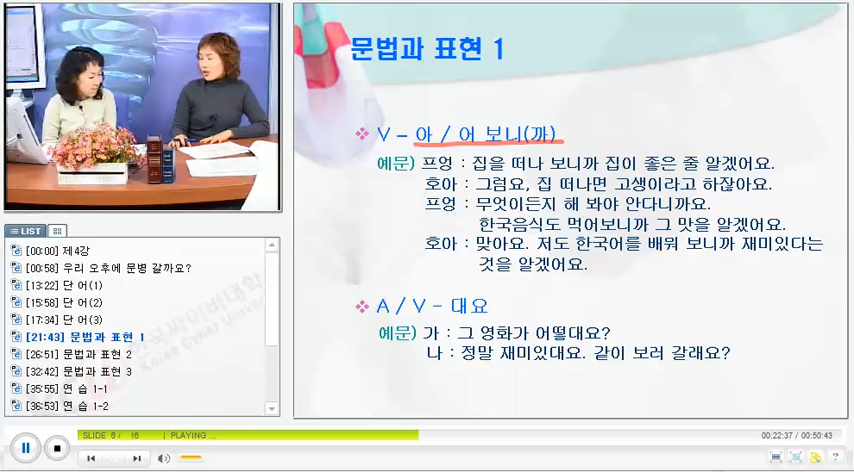 문법과 표현 1
❖ V – 아 / 어 보니(까)
예문) 프엉 : 집을 떠나 보니까 집이 좋은 줄 알겠어요.
호아 : 그럼요, 집 떠나면 고생이라고 하잖아요.
프엉 : 무엇이든지 해 봐야 안다니까요.
한국음식도 먹어보니까 그 맛을 알겠어요.
호아 : 맞아요. 저도 한국어를 배워 보니까 재미있다는
것을 알겠어요.
❖ A / V – 대요
예문) 가 : 그 영화가 어떻대요?
나 : 정말 재미있대요. 같이 보러 갈래요?
LIST
[00:00] 제4강
[00:58] 우리 오후에 문병 갈까요?
[13:22] 단 어(1)
[15:58] 단 어(2)
[17:34] 단 어(3)
[21:43] 문법과 표현 1
[26:51] 문법과 표현 2
[32:42] 문법과 표현 3
[35:55] 연 습 1-1
[36:53] 연 습 1-2
SLIDE 6 / 16 | PLAYING ...
00:22:37 / 00:50:43